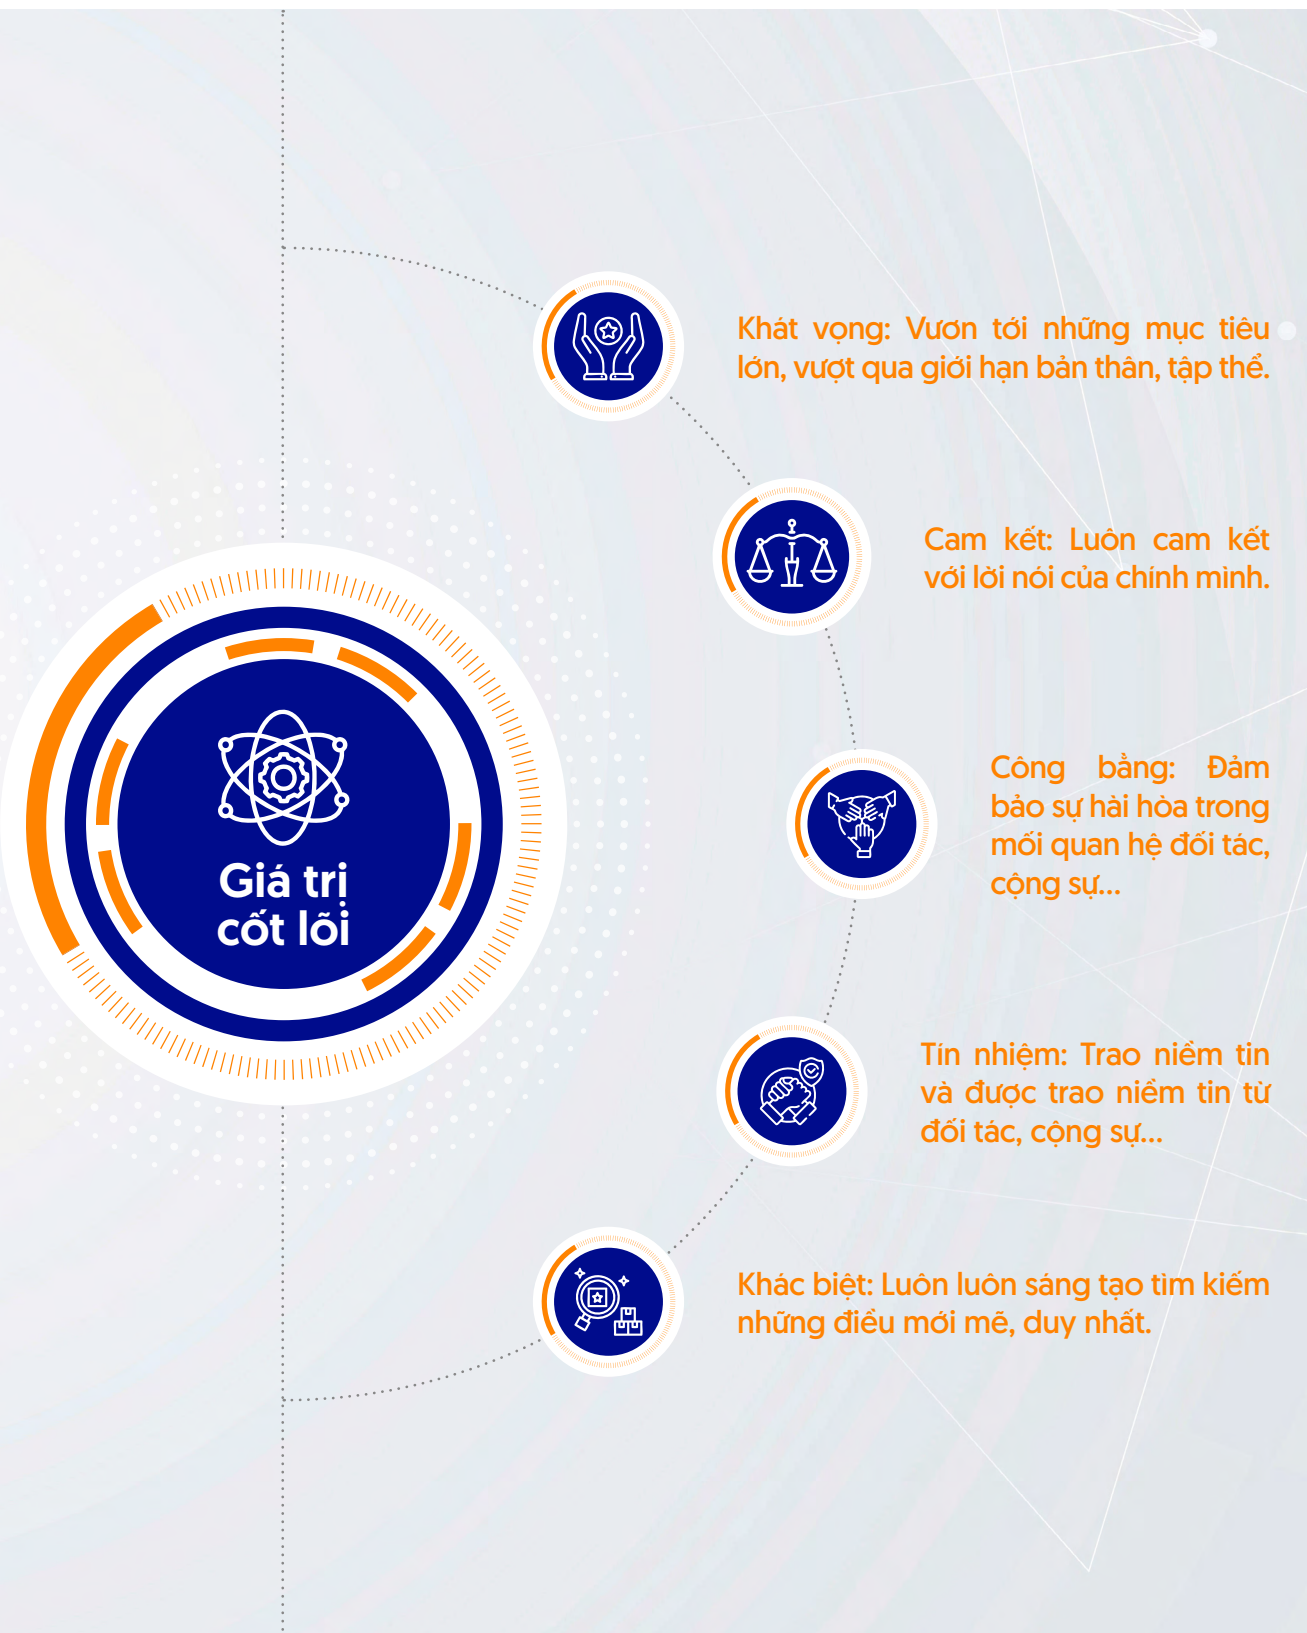 Khát vọng: Vươn tới những mục tiêu
lớn, vượt qua giới hạn bản thân, tập thể.
Cam kết: Luôn cam kết
với lời nói của chính mình.
Công bằng: Đảm
bảo sự hài hòa trong
mối quan hệ đối tác,
cộng sự...
Giá trị
cốt lõi
Tín nhiệm: Trao niềm tin
và được trao niềm tin từ
đối tác, cộng sự...
Khác biệt: Luôn luôn sáng tạo tìm kiếm
những điều mới mẽ, duy nhất.